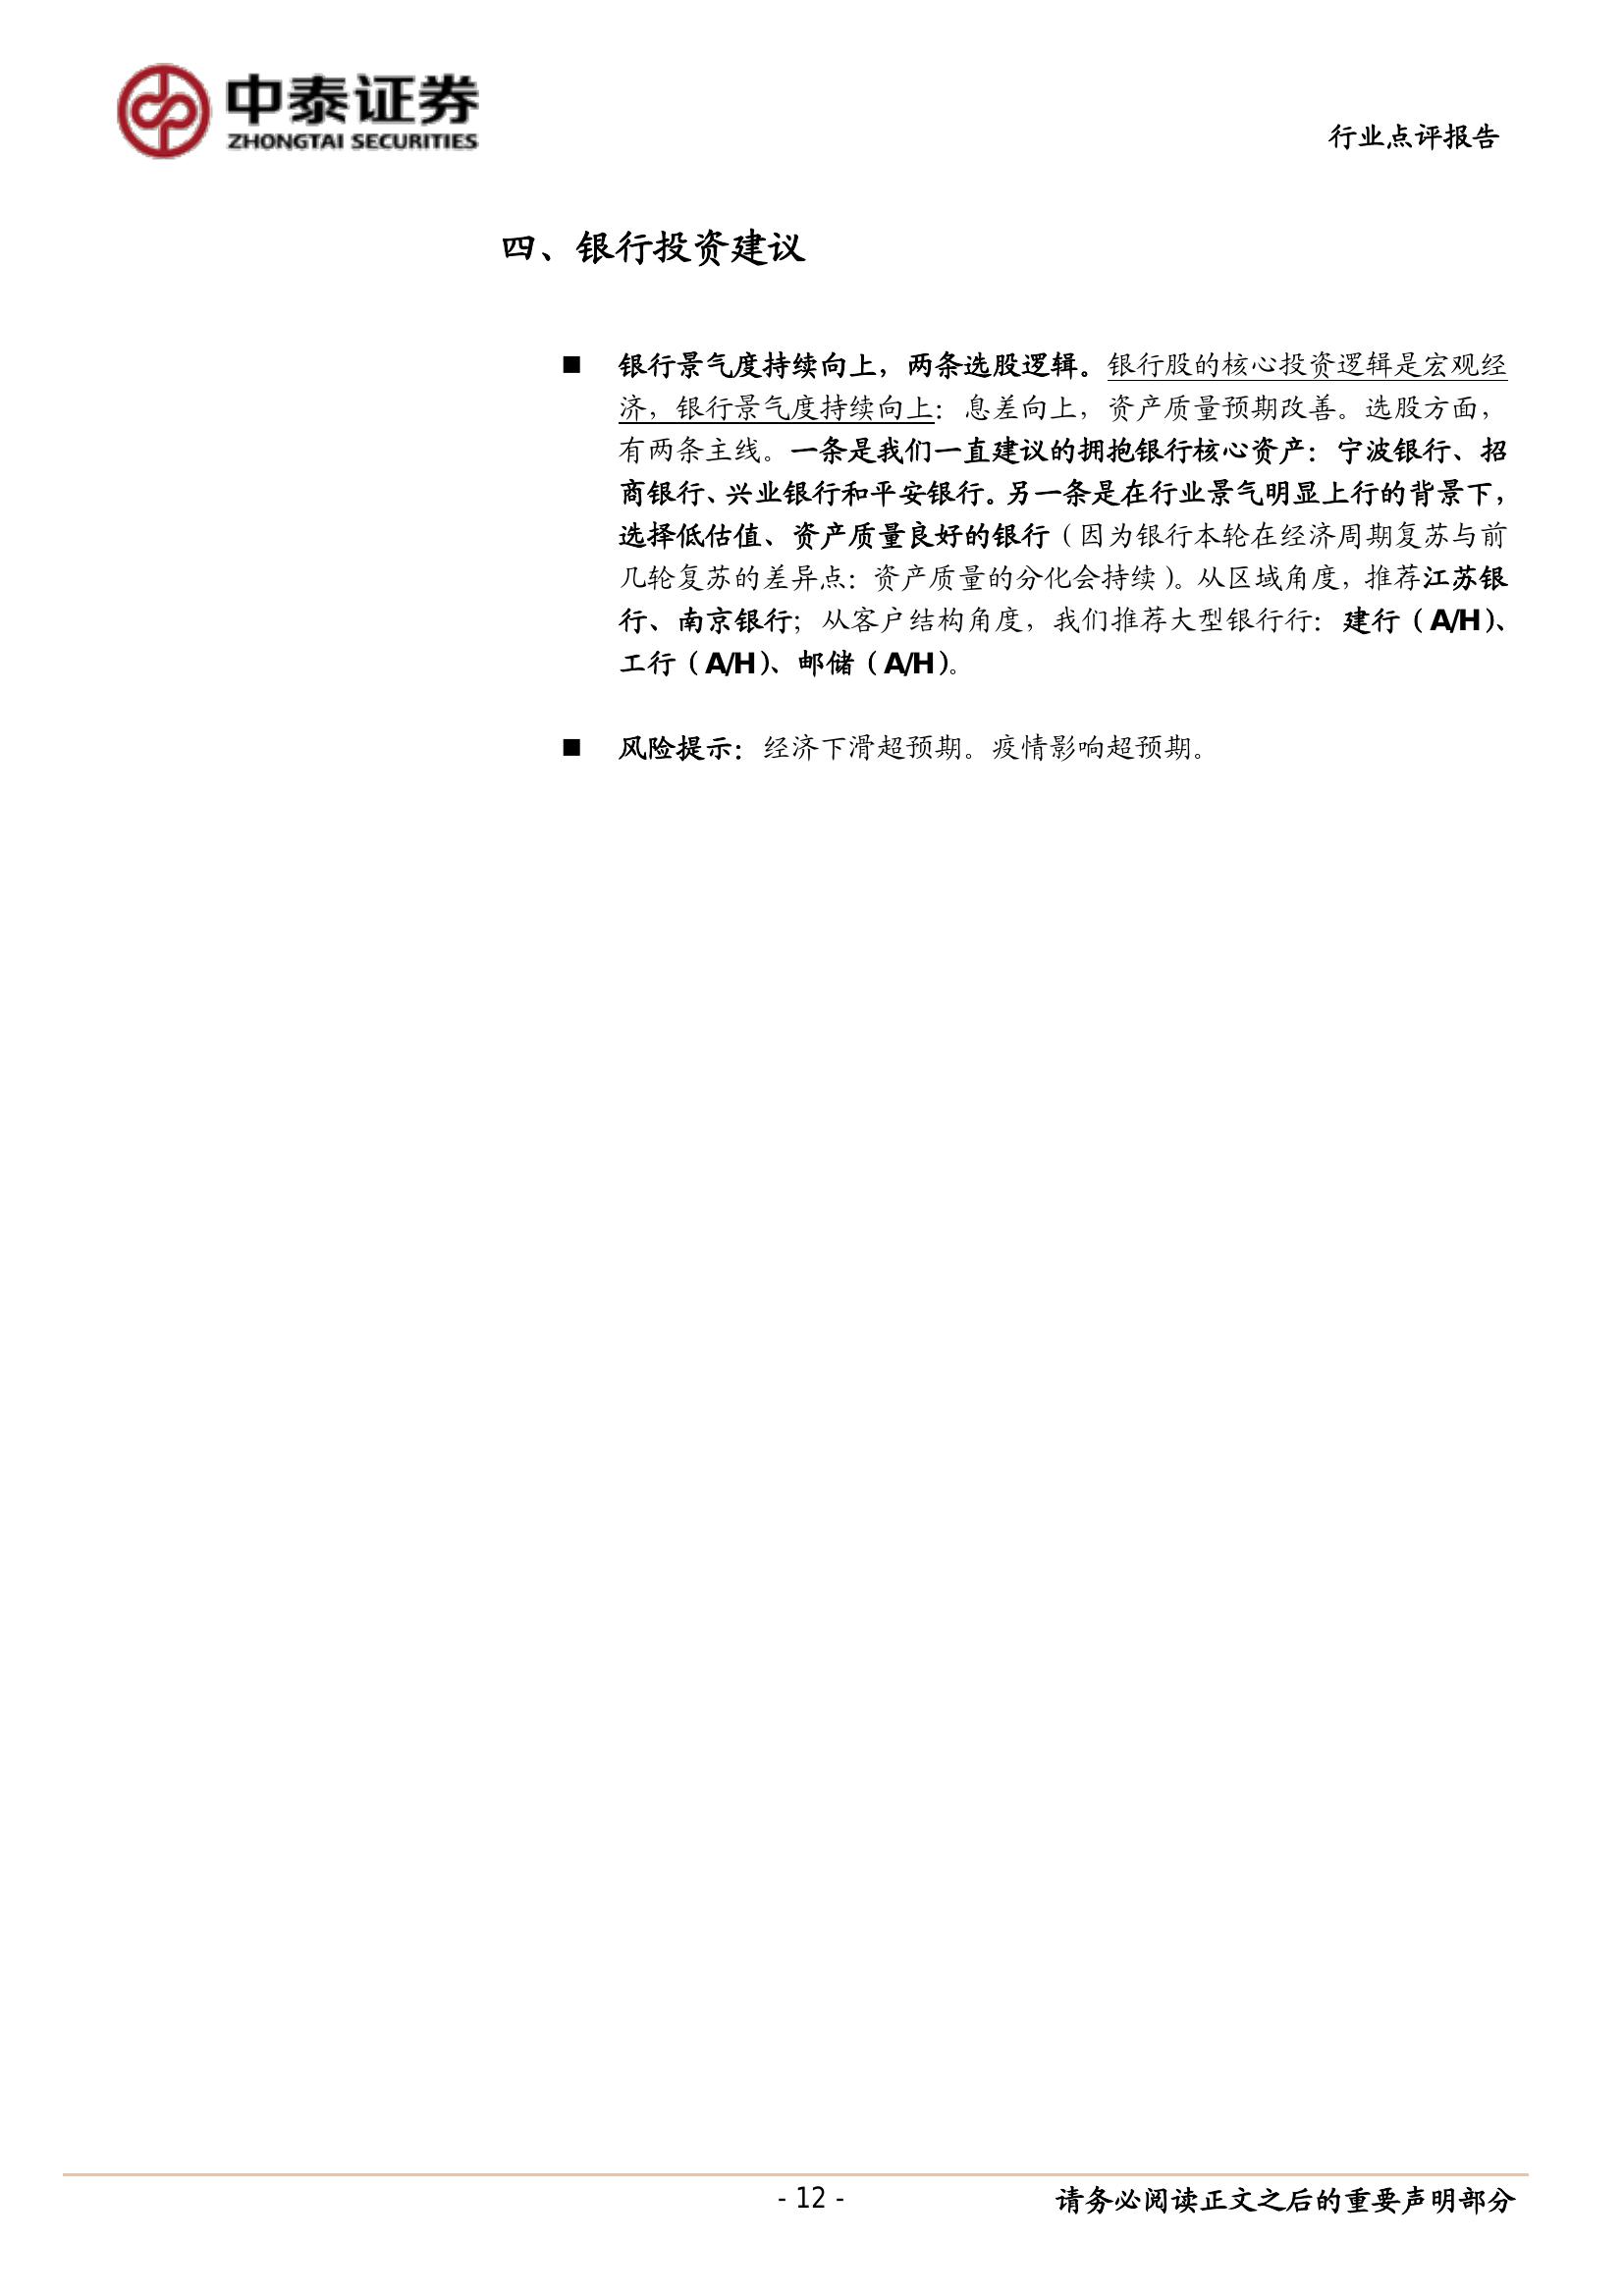 中泰证券
ZHONGTAI SECURITIES
行业点评报告
四、银行投资建议
■ 银行景气度持续向上，两条选股逻辑。银行股的核心投资逻辑是宏观经
济，银行景气度持续向上：息差向上，资产质量预期改善。选股方面，
有两条主线。一条是我们一直建议的拥抱银行核心资产：宁波银行、招
商银行、兴业银行和平安银行。另一条是在行业景气明显上行的背景下，
选择低估值、资产质量良好的银行（因为银行本轮在经济周期复苏与前
几轮复苏的差异点：资产质量的分化会持续）。从区域角度，推荐江苏银
行、南京银行；从客户结构角度，我们推荐大型银行行：建行（A/H）、
工行（A/H）、邮储（A/H）。
■ 风险提示：经济下滑超预期。疫情影响超预期。
- 12 -
请务必阅读正文之后的重要声明部分